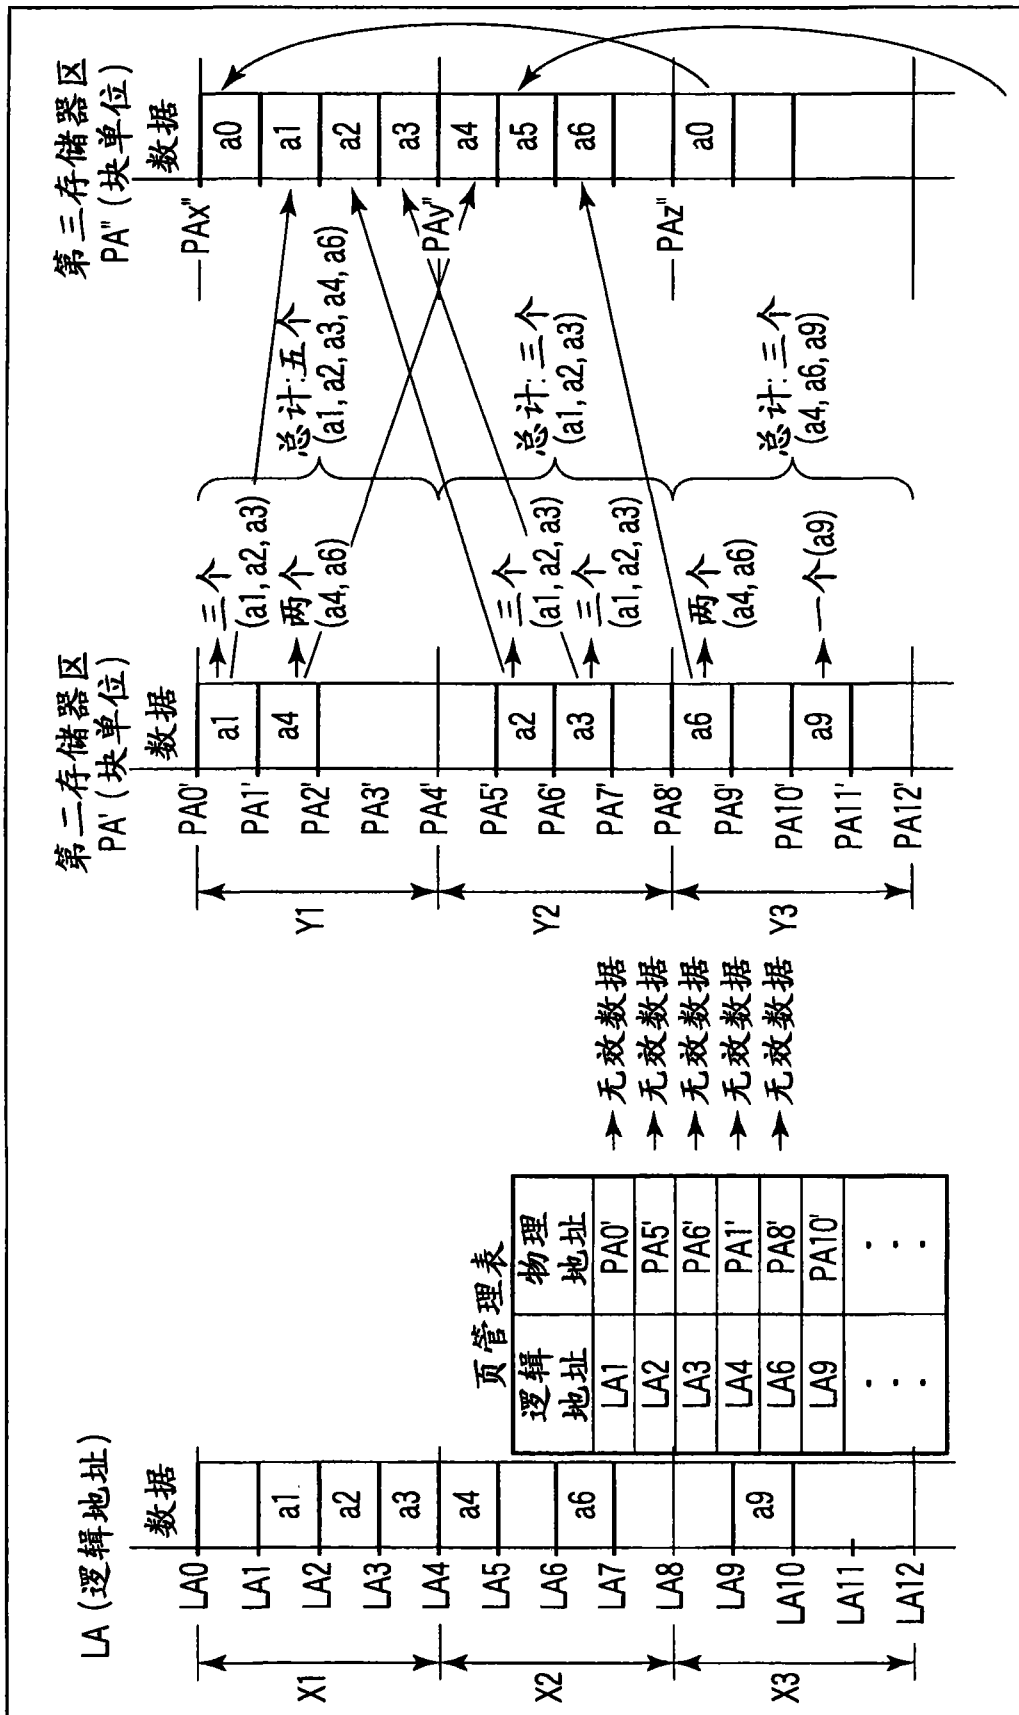 LA (逻辑地址)
数据
LA0
LA1
LA2
LA3
LA4
LA5
LA6
LA7
LA8
LA9
LA10
LA11
LA12
a1
a2
a3
a4
a6
a9
X1
X2
X3
页管理表
逻辑地址 物理地址
LA1 PA0'
LA2 PA5'
LA3 PA6'
LA4 PA1'
LA6 PA8'
LA9 PA10'
无效数据
无效数据
无效数据
无效数据
无效数据
第二存储器区
PA' (块单位)
数据
PA0'
PA1'
PA2'
PA3'
PA4'
PA5'
PA6'
PA7'
PA8'
PA9'
PA10'
PA11'
PA12'
a1
a4
a2
a3
a6
a9
Y1
Y2
Y3
三个
(a1, a2, a3)
两个
(a4, a6)
三个
(a1, a2, a3)
三个
(a1, a2, a3)
两个
(a4, a6)
一个(a9)
总计:五个
(a1, a2, a3, a4, a6)
总计:三个
(a1, a2, a3)
总计:三个
(a4, a6, a9)
第三存储器区
PA" (块单位)
数据
PAx"
PAy"
PAz"
a0
a1
a2
a3
a4
a5
a6
a0